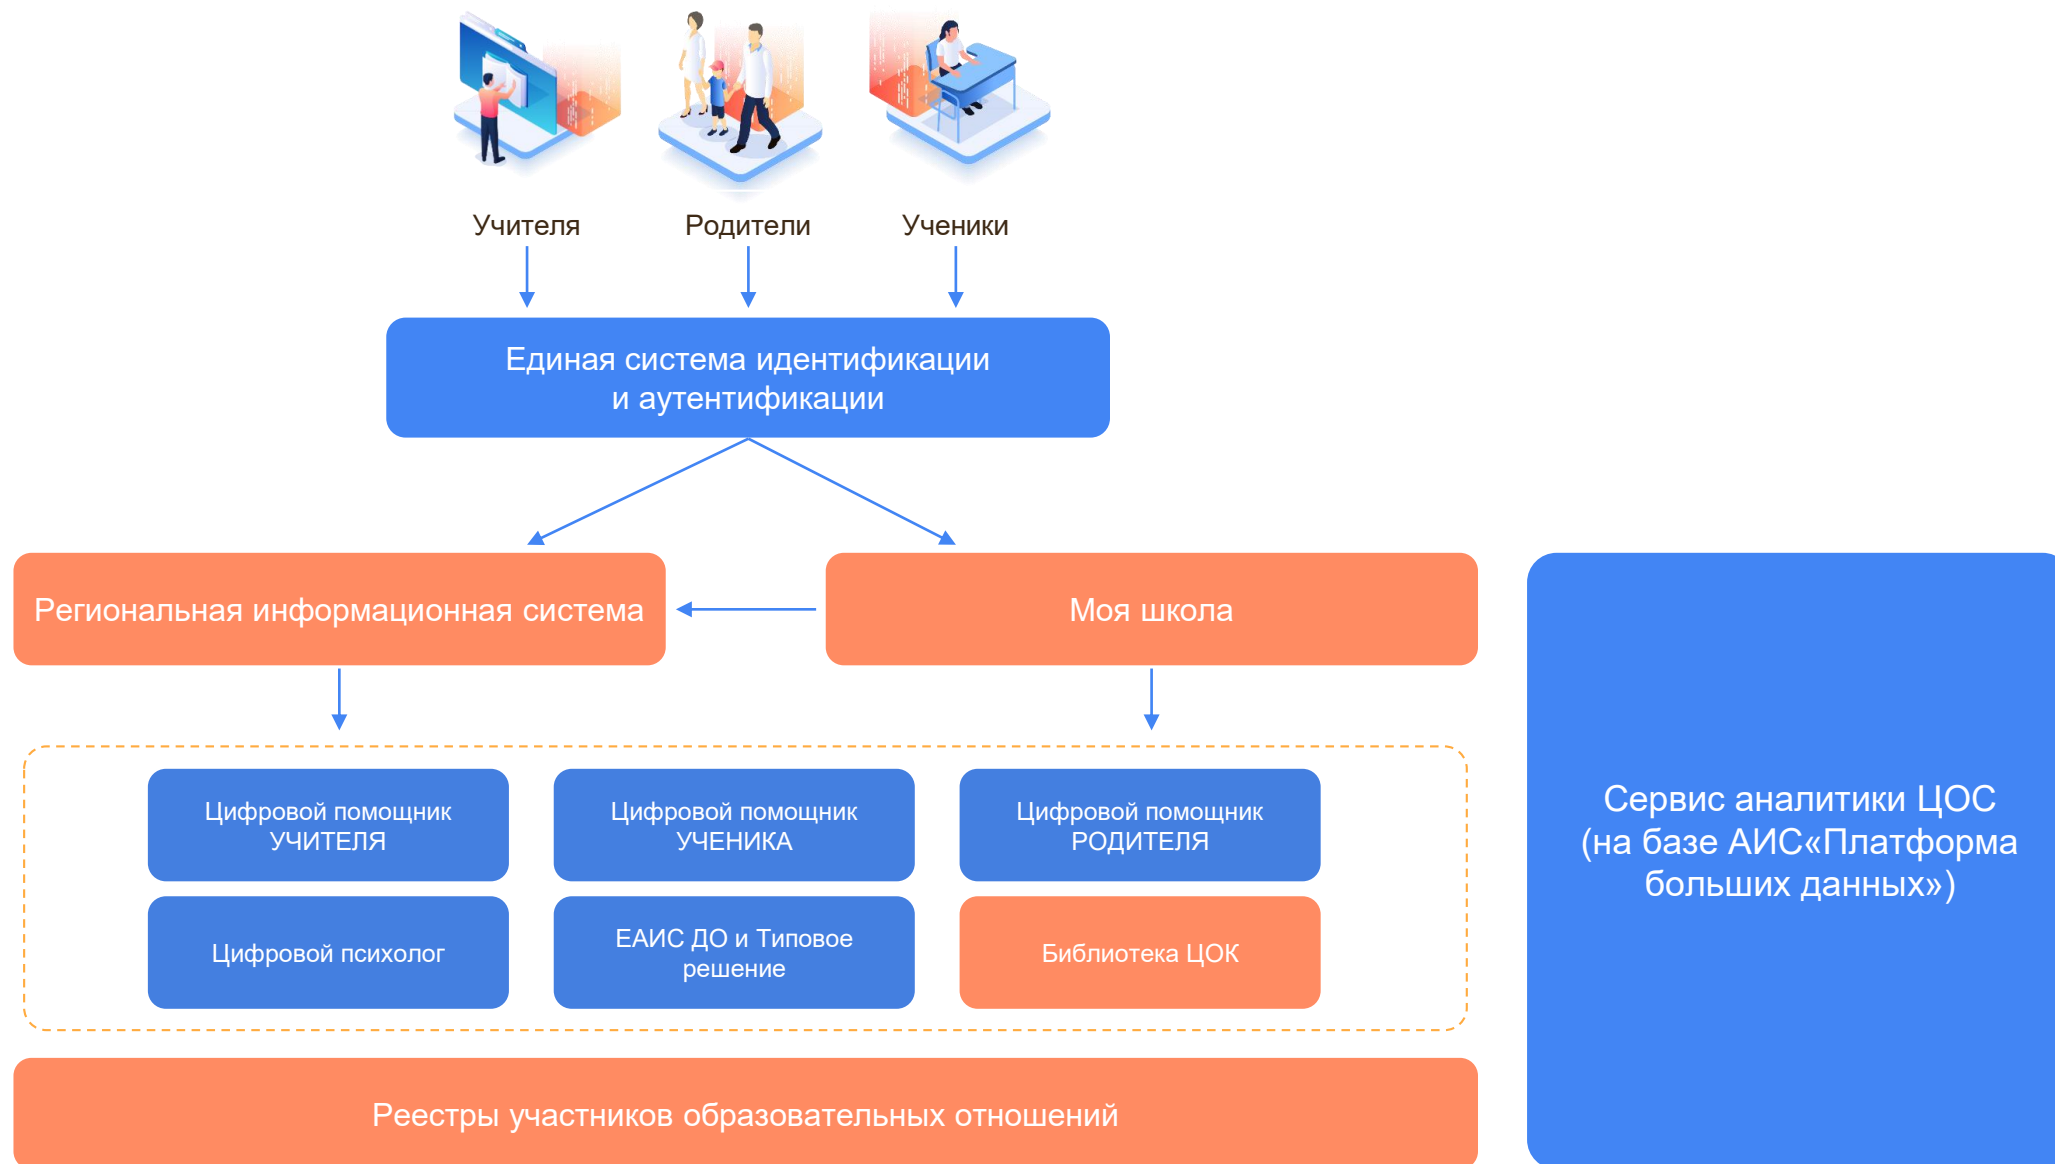 Учителя
Родители
Ученики
Единая система идентификации
и аутентификации
Региональная информационная система
Моя школа
Цифровой помощник
УЧИТЕЛЯ
Цифровой помощник
УЧЕНИКА
Цифровой помощник
РОДИТЕЛЯ
Цифровой психолог
ЕАИС ДО и Типовое
решение
Библиотека ЦОК
Реестры участников образовательных отношений
Сервис аналитики ЦОС
(на базе АИС«Платформа
больших данных»)